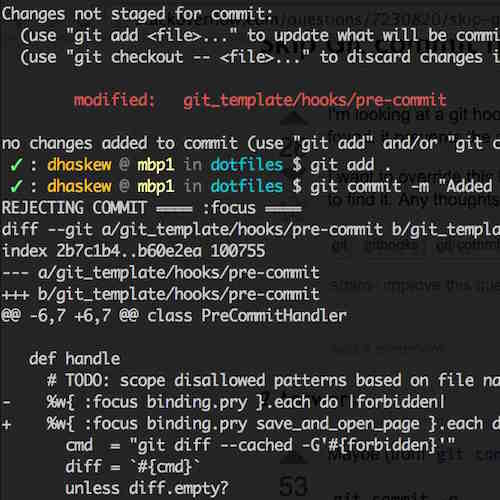 Changes not staged for commit:
(use "git add <file>..." to update what will be commi
(use "git checkout -- <file>..." to discard changes i
modified: git_template/hooks/pre-commit
no changes added to commit (use "git add" and/or "git c
✓ : dhaskew @ mbp1 in dotfiles $ git add .
✓ : dhaskew @ mbp1 in dotfiles $ git commit -m "Added
REJECTING COMMIT ==== :focus ====
diff --git a/git_template/hooks/pre-commit b/git_templa
index 2b7c1b4..b60e2ea 100755
--- a/git_template/hooks/pre-commit
+++ b/git_template/hooks/pre-commit
@@ -6,7 +6,7 @@ class PreCommitHandler
def handle
# TODO: scope disallowed patterns based on file na
- %w{ :focus binding.pry }.each do |forbidden|
+ %w{ :focus binding.pry save_and_open_page }.each d
cmd = "git diff --cached -G'#{forbidden}'"
diff = `#{cmd}`
unless diff.empty?
53